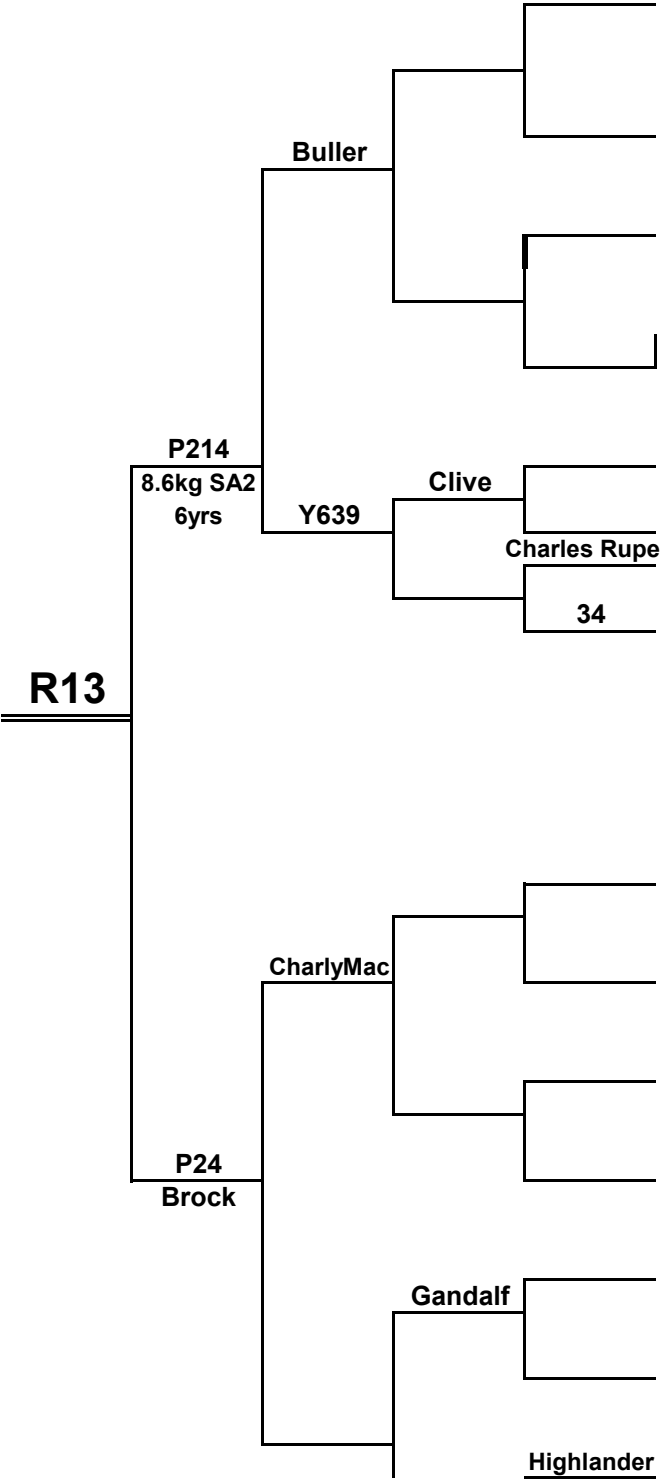 Buller
P214
8.6kg SA2
6yrs
Clive
Y639
Charles Rupe
34
R13
CharlyMac
P24
Brock
Gandalf
Highlander